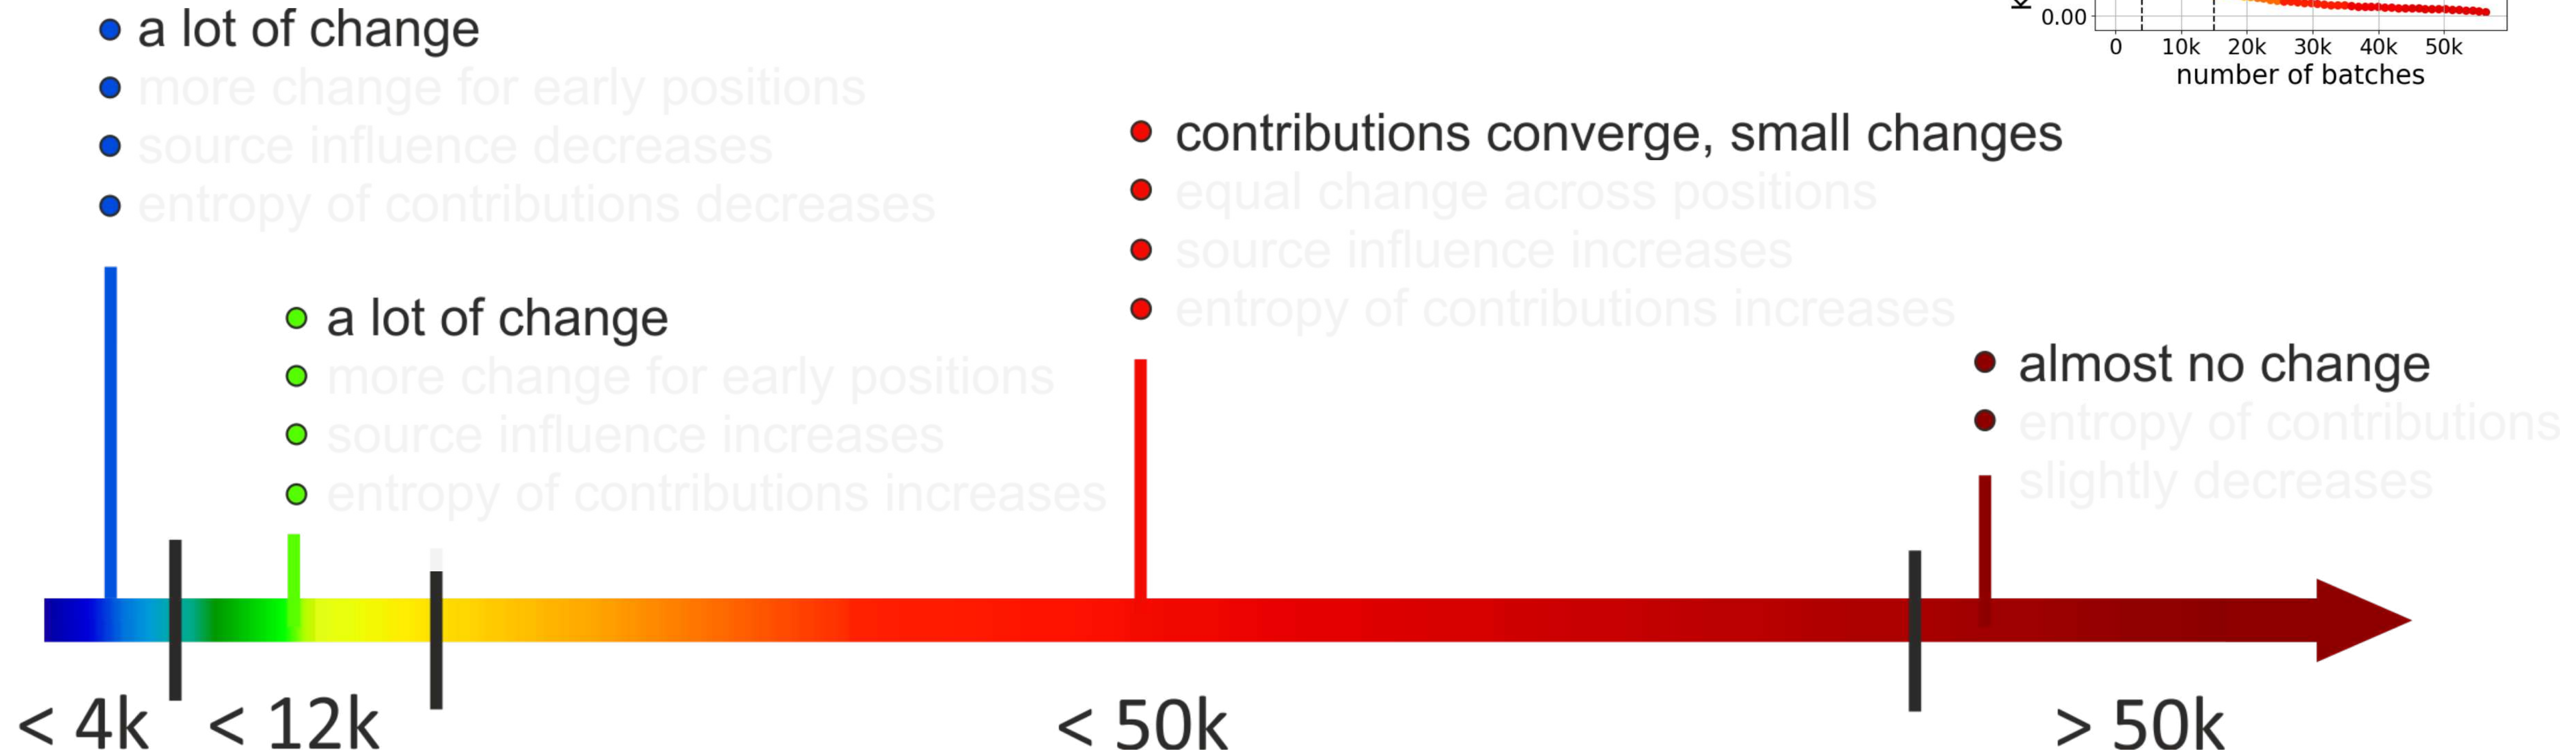 a lot of change
more change for early positions
source influence decreases
entropy of contributions decreases
a lot of change
more change for early positions
source influence increases
entropy of contributions increases
contributions converge, small changes
equal change across positions
source influence increases
entropy of contributions increases
almost no change
entropy of contributions
slightly decreases
0.00
0 10k 20k 30k 40k 50k
number of batches
< 4k < 12k < 50k > 50k